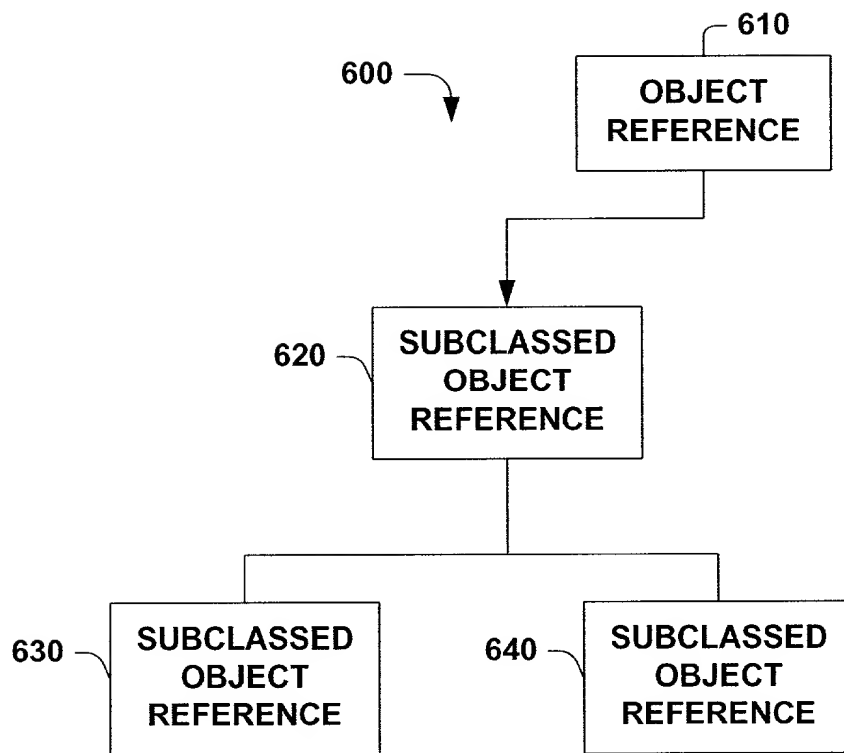 610
600
OBJECT
REFERENCE
620
SUBCLASSED
OBJECT
REFERENCE
630
SUBCLASSED
OBJECT
REFERENCE
640
SUBCLASSED
OBJECT
REFERENCE